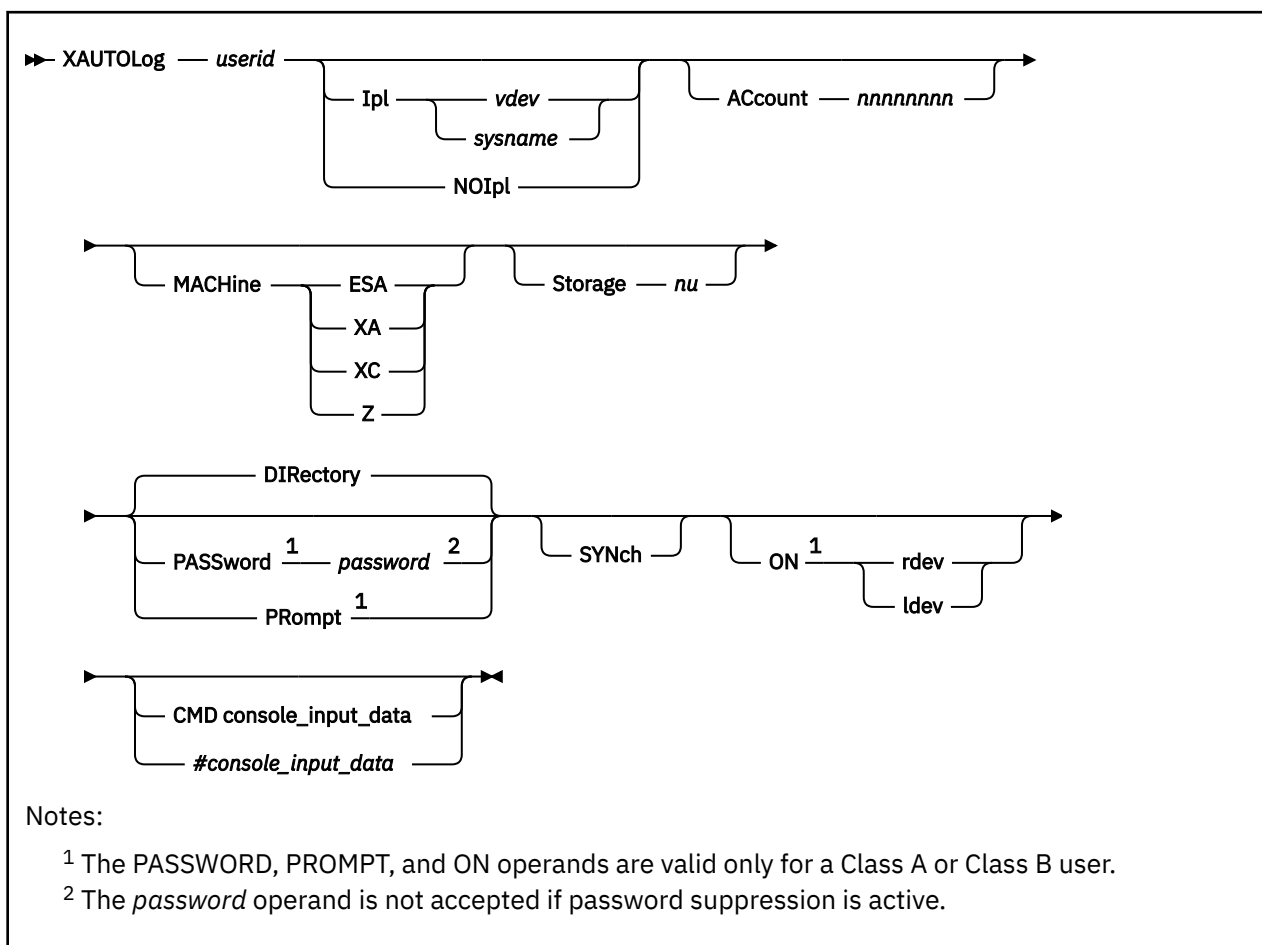 XAUTOLog userid
Ipl vdev
sysname
NOIpl
ACcount nnnnnnnn
MACHine ESA
XA
XC
Z
Storage nu
DIRectory
PASSword 1 password 2
PRompt 1
SYNch
ON 1 rdev
ldev
CMD console_input_data
#console_input_data
Notes:
1 The PASSWORD, PROMPT, and ON operands are valid only for a Class A or Class B user.
2 The password operand is not accepted if password suppression is active.